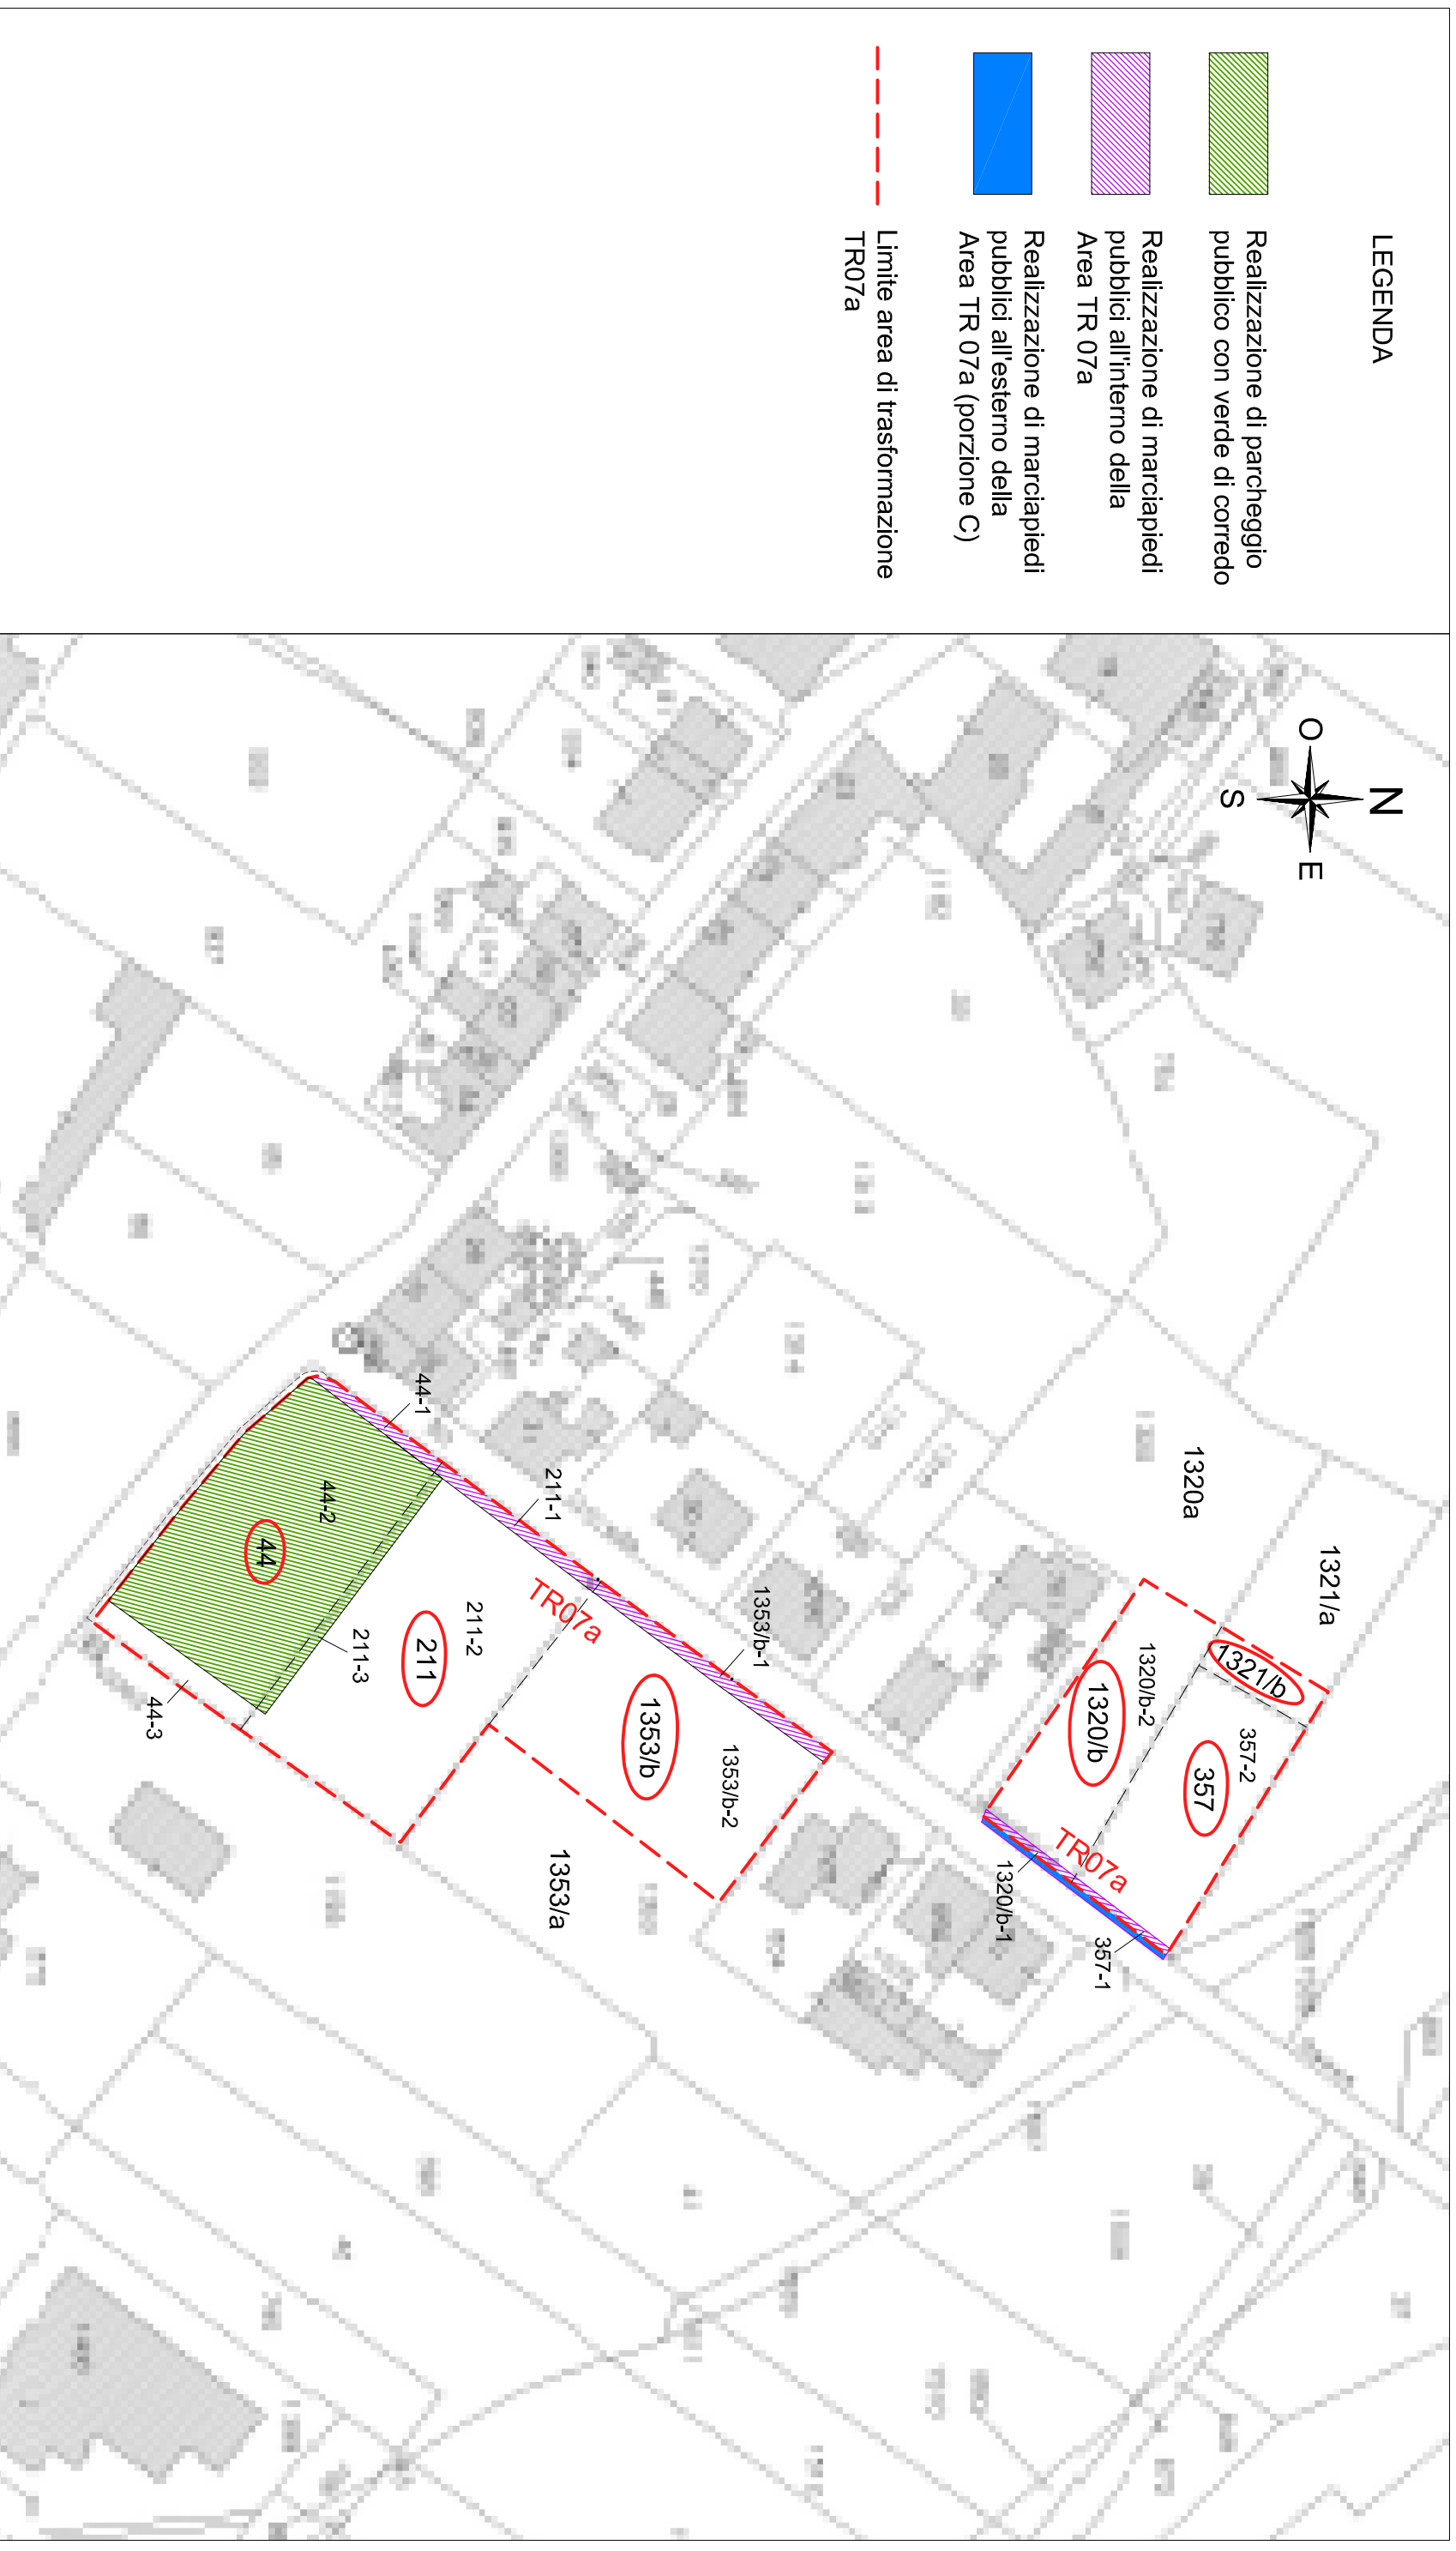 LEGENDA
Realizzazione di parcheggio
pubblico con verde di corredo
Realizzazione di marciapiedi
pubblici all'interno della
Area TR 07a
Realizzazione di marciapiedi
pubblici all'esterno della
Area TR 07a (porzione C)
Limite area di trasformazione
TR07a
N
O
E
S
1321/a
1320a
1321/b
357-2
357
1320/b-2
1320/b
TR07a
357-1
1320/b-1
1353/b-1
1353/b-2
1353/b
TR07a
1353/a
211-1
211-2
211
44-1
211-3
44-2
44
44-3